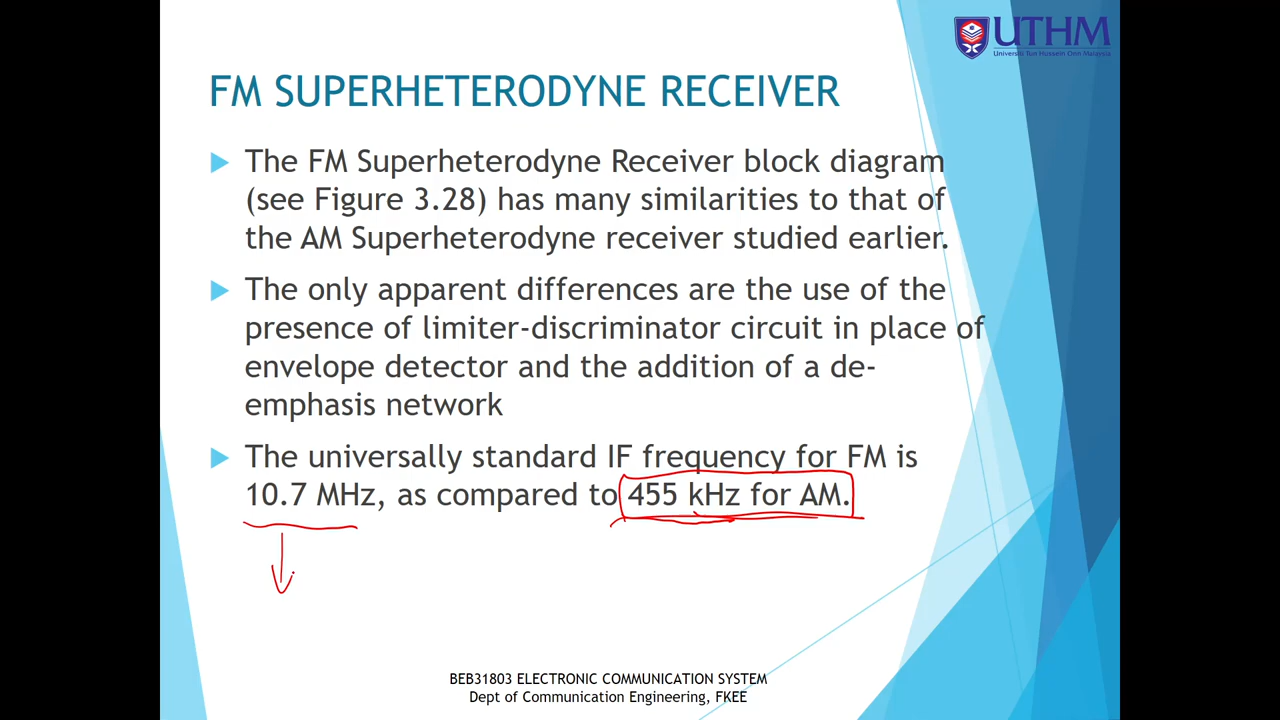 UTHM
Universiti Tun Hussein Onn Malaysia
FM SUPERHETERODYNE RECEIVER
The FM Superheterodyne Receiver block diagram
(see Figure 3.28) has many similarities to that of
the AM Superheterodyne receiver studied earlier.
The only apparent differences are the use of the
presence of limiter-discriminator circuit in place of
envelope detector and the addition of a de-
emphasis network
The universally standard IF frequency for FM is
10.7 MHz, as compared to 455 kHz for AM.
BEB31803 ELECTRONIC COMMUNICATION SYSTEM
Dept of Communication Engineering, FKEE